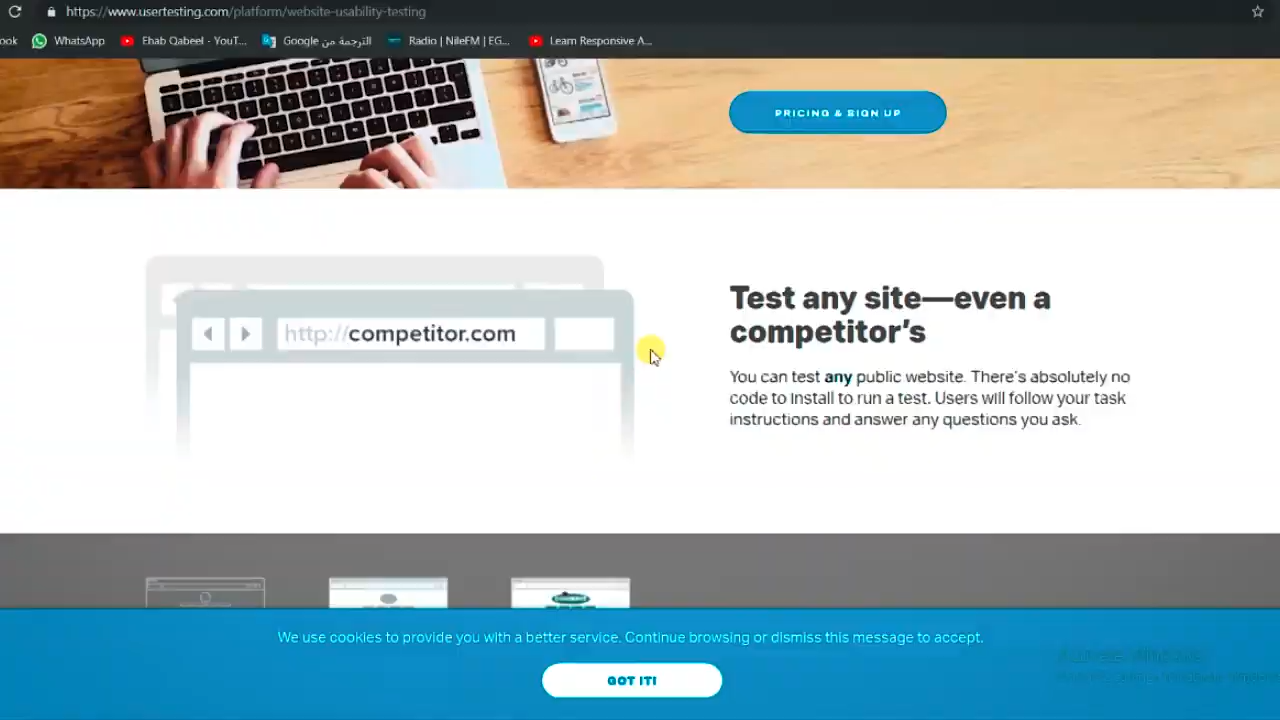 https://www.usertesting.com/platform/website-usability-testing
ook WhatsApp Ehab Qabeel - YouT... Google الترجمة من Radio | NileFM | EG... Learn Responsive A...
PRICING & SIGN UP
http://competitor.com
Test any site—even a
competitor's
You can test any public website. There's absolutely no
code to install to run a test. Users will follow your task
instructions and answer any questions you ask.
We use cookies to provide you with a better service. Continue browsing or dismiss this message to accept.
GOT IT!